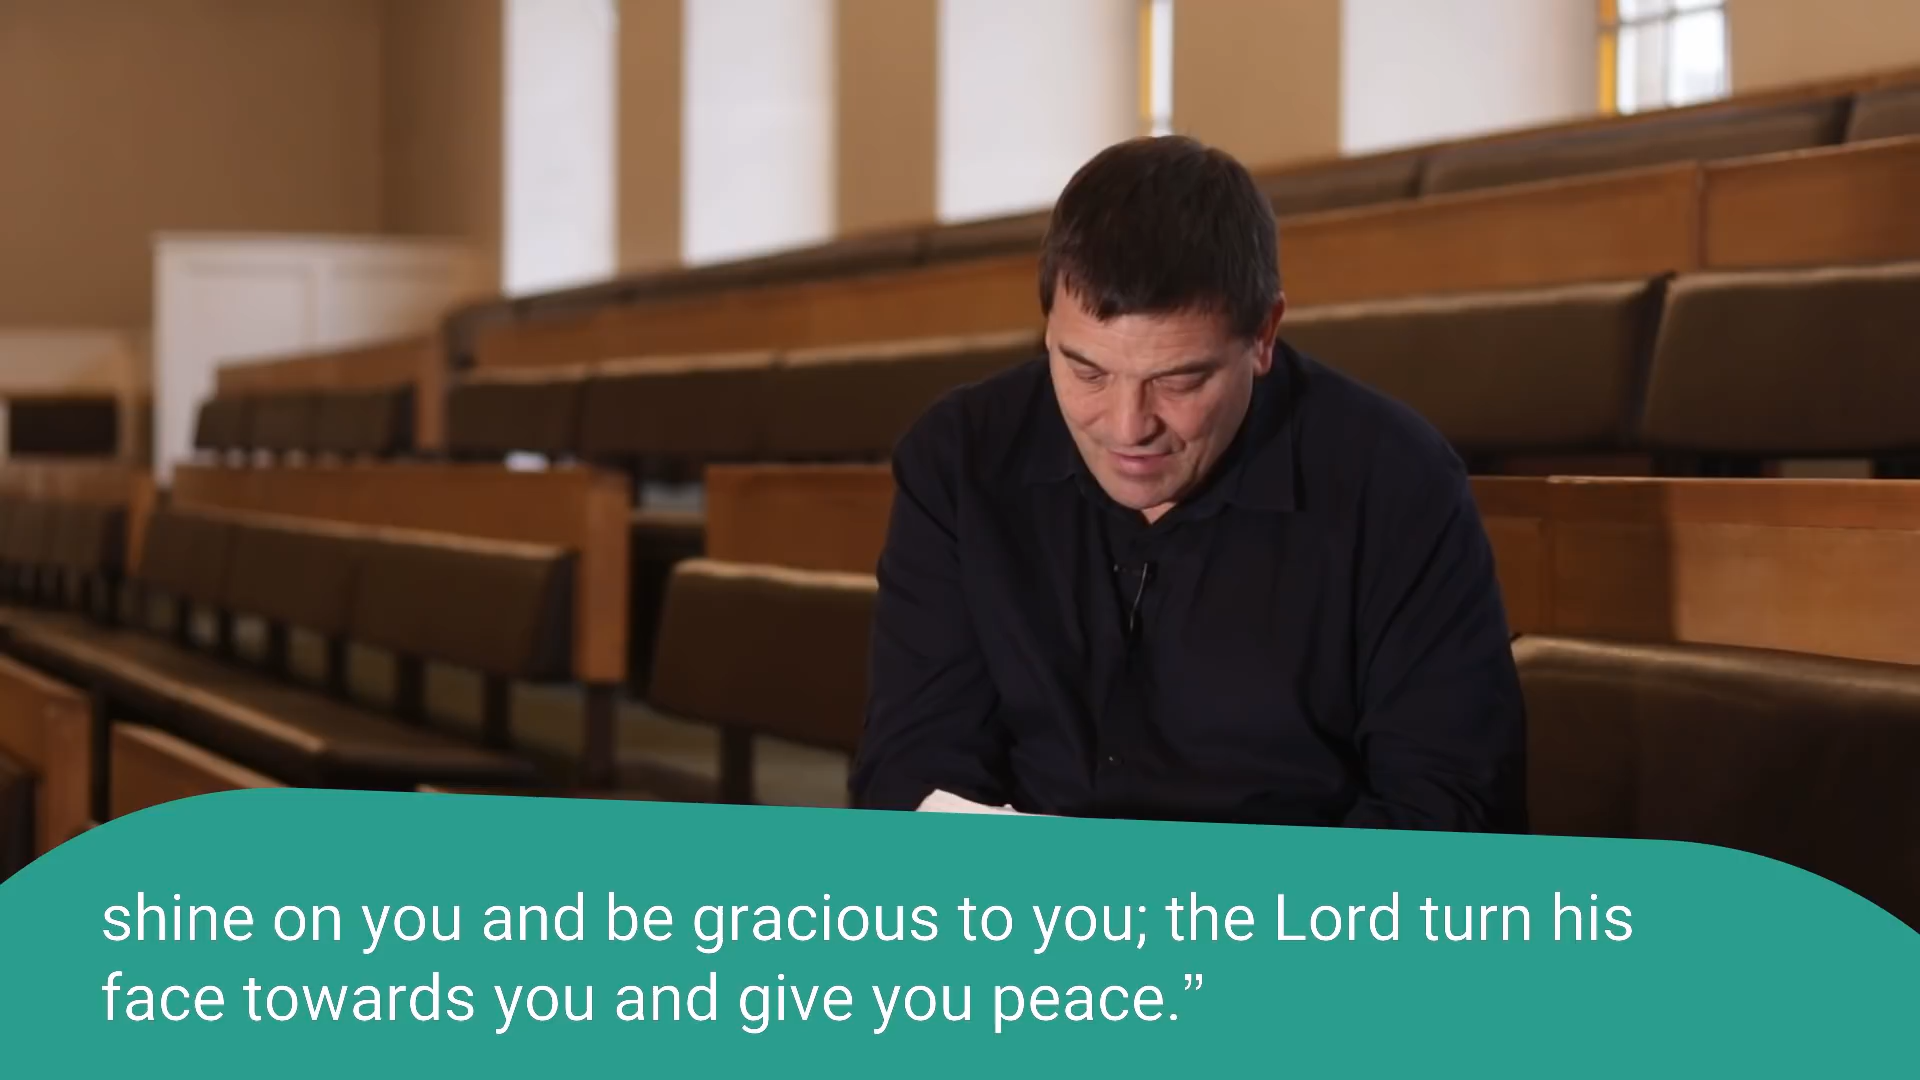 shine on you and be gracious to you; the Lord turn his
face towards you and give you peace.”